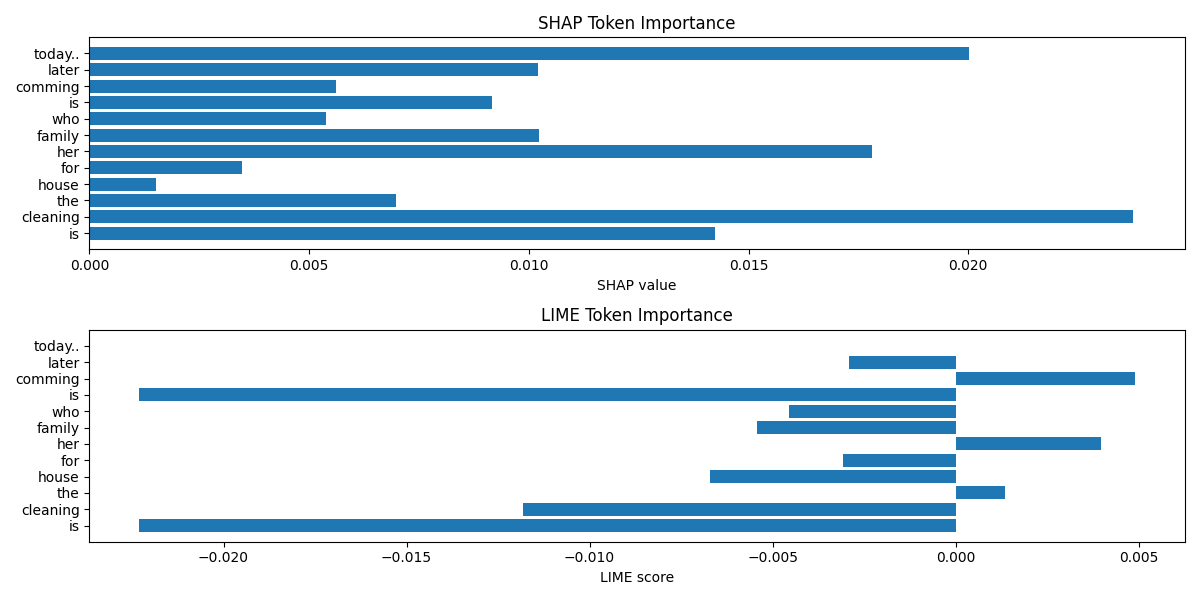 SHAP Token Importance
today..
later
comming
is
who
family
her
for
house
the
cleaning
is
0.000 0.005 0.010 0.015 0.020
SHAP value
LIME Token Importance
today..
later
comming
is
who
family
her
for
house
the
cleaning
is
−0.020 −0.015 −0.010 −0.005 0.000 0.005
LIME score